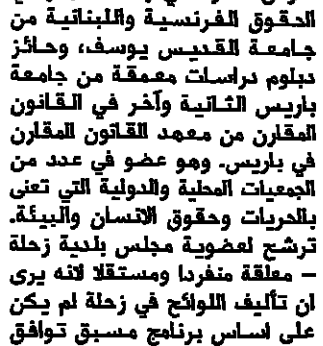 الحقوق الفرنسية واللبنانية من
جامعة القديس يوسف، وحائز
دبلوم دراسات معمقة من جامعة
باريس الثانية وآخر في القانون
المقارن من معهد القانون المقارن
في باريس. وهو عضو في عدد من
الجمعيات المحلية والدولية التي تعنى
بالحريات وحقوق الانسان والبيئة.
ترشح لعضوية مجلس بلدية زحلة
– معلقة منفردا ومستقلا لانه يرى
ان تأليف اللوائح في زحلة لم يكن
على اساس برنامج مسبق توافق